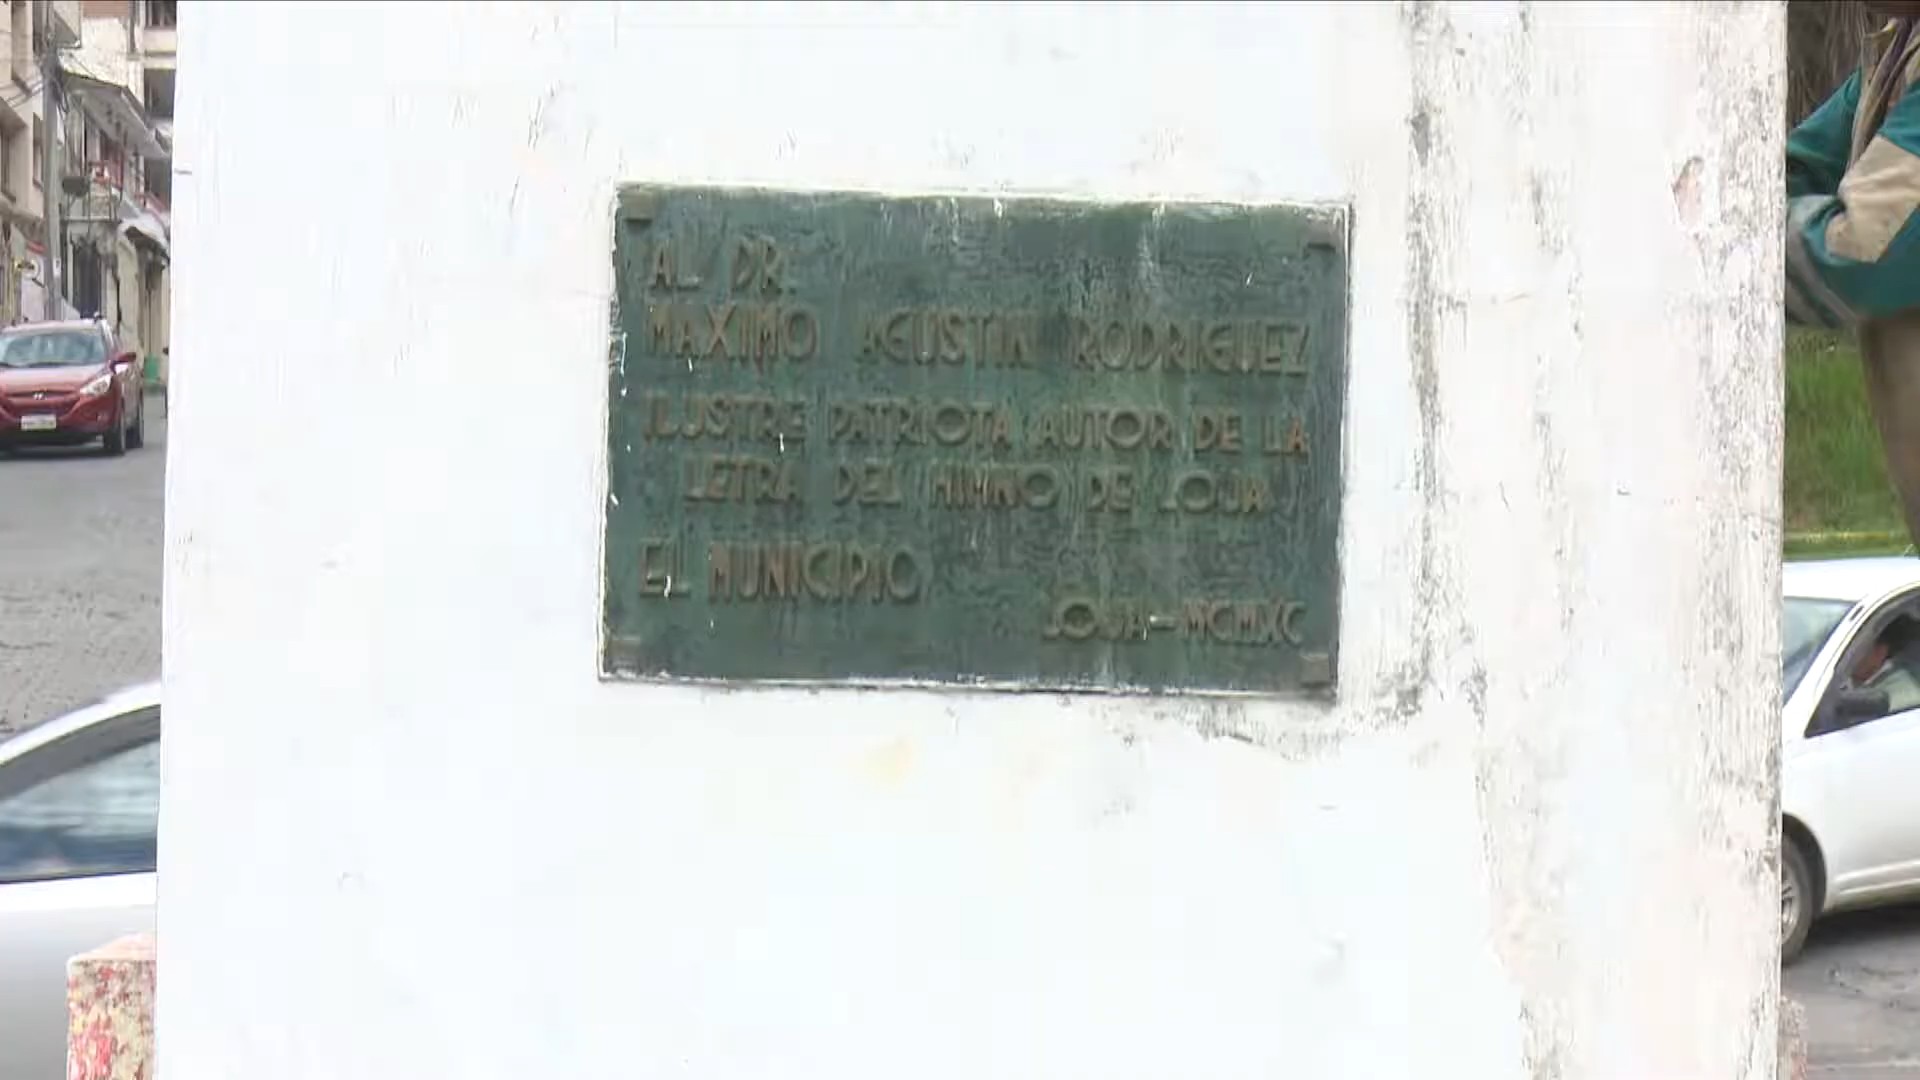 AL DR.
MAXIMO AGUSTIN RODRIGUEZ
ILUSTRE PATRIOTA AUTOR DE LA
LETRA DEL HIMNO DE LOJA
EL MUNICIPIO
LOJA-MCMXC